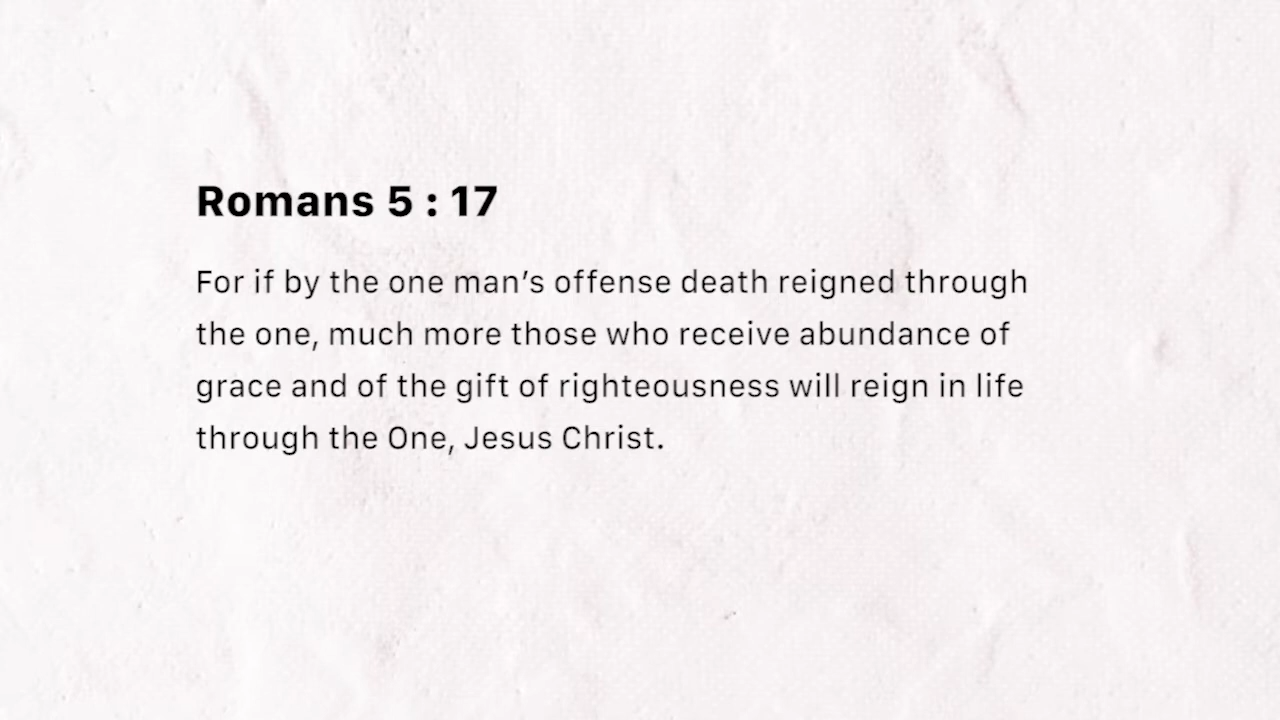 Romans 5 : 17
For if by the one man’s offense death reigned through
the one, much more those who receive abundance of
grace and of the gift of righteousness will reign in life
through the One, Jesus Christ.